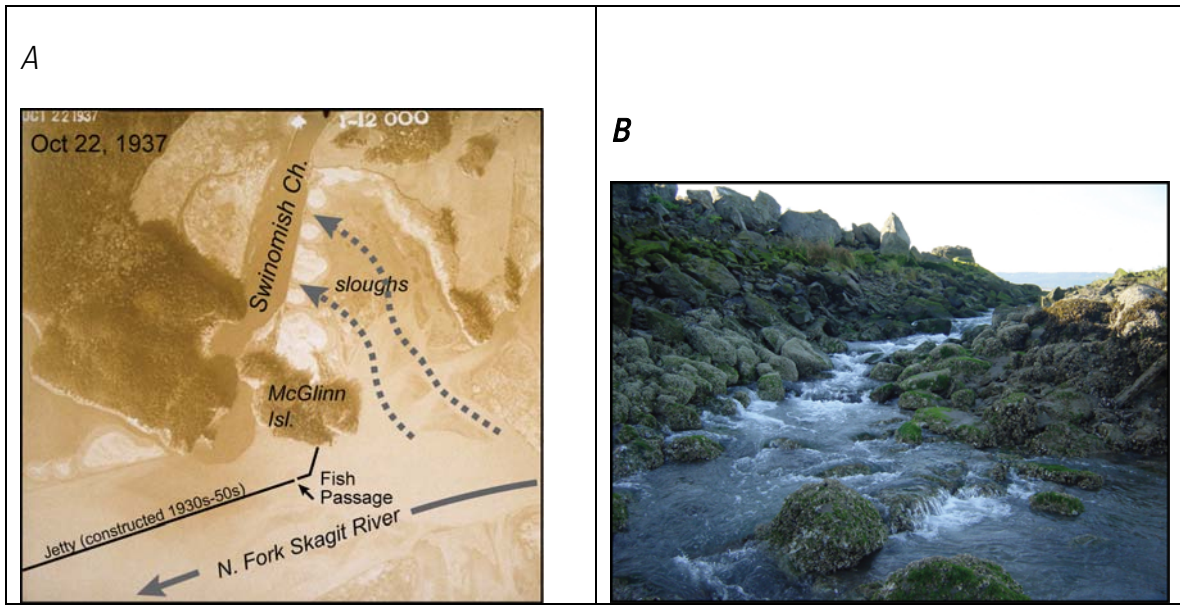 A
OCT 22 1937
1-12 000
Oct 22, 1937
Swinomish Ch.
sloughs
McGlinn
Isl.
Fish
Passage
Jetty (constructed 1930s-50s)
N. Fork Skagit River
B